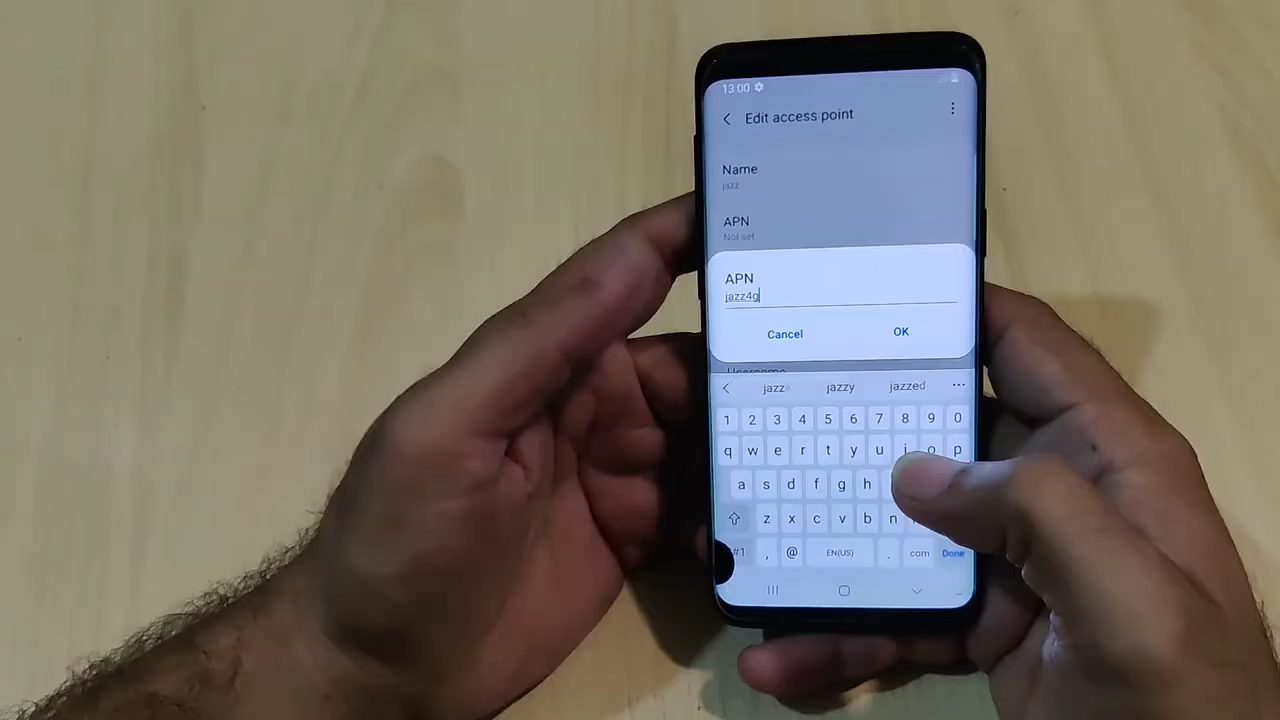 13:00
Edit access point
Name
jazz
APN
Not set
APN
jazz4g
Cancel OK
Username
jazz jazzy jazzed
1 2 3 4 5 6 7 8 9 0
q w e r t y u i o p
a s d f g h
z x c v b n
#1 , @ EN(US) . com Done